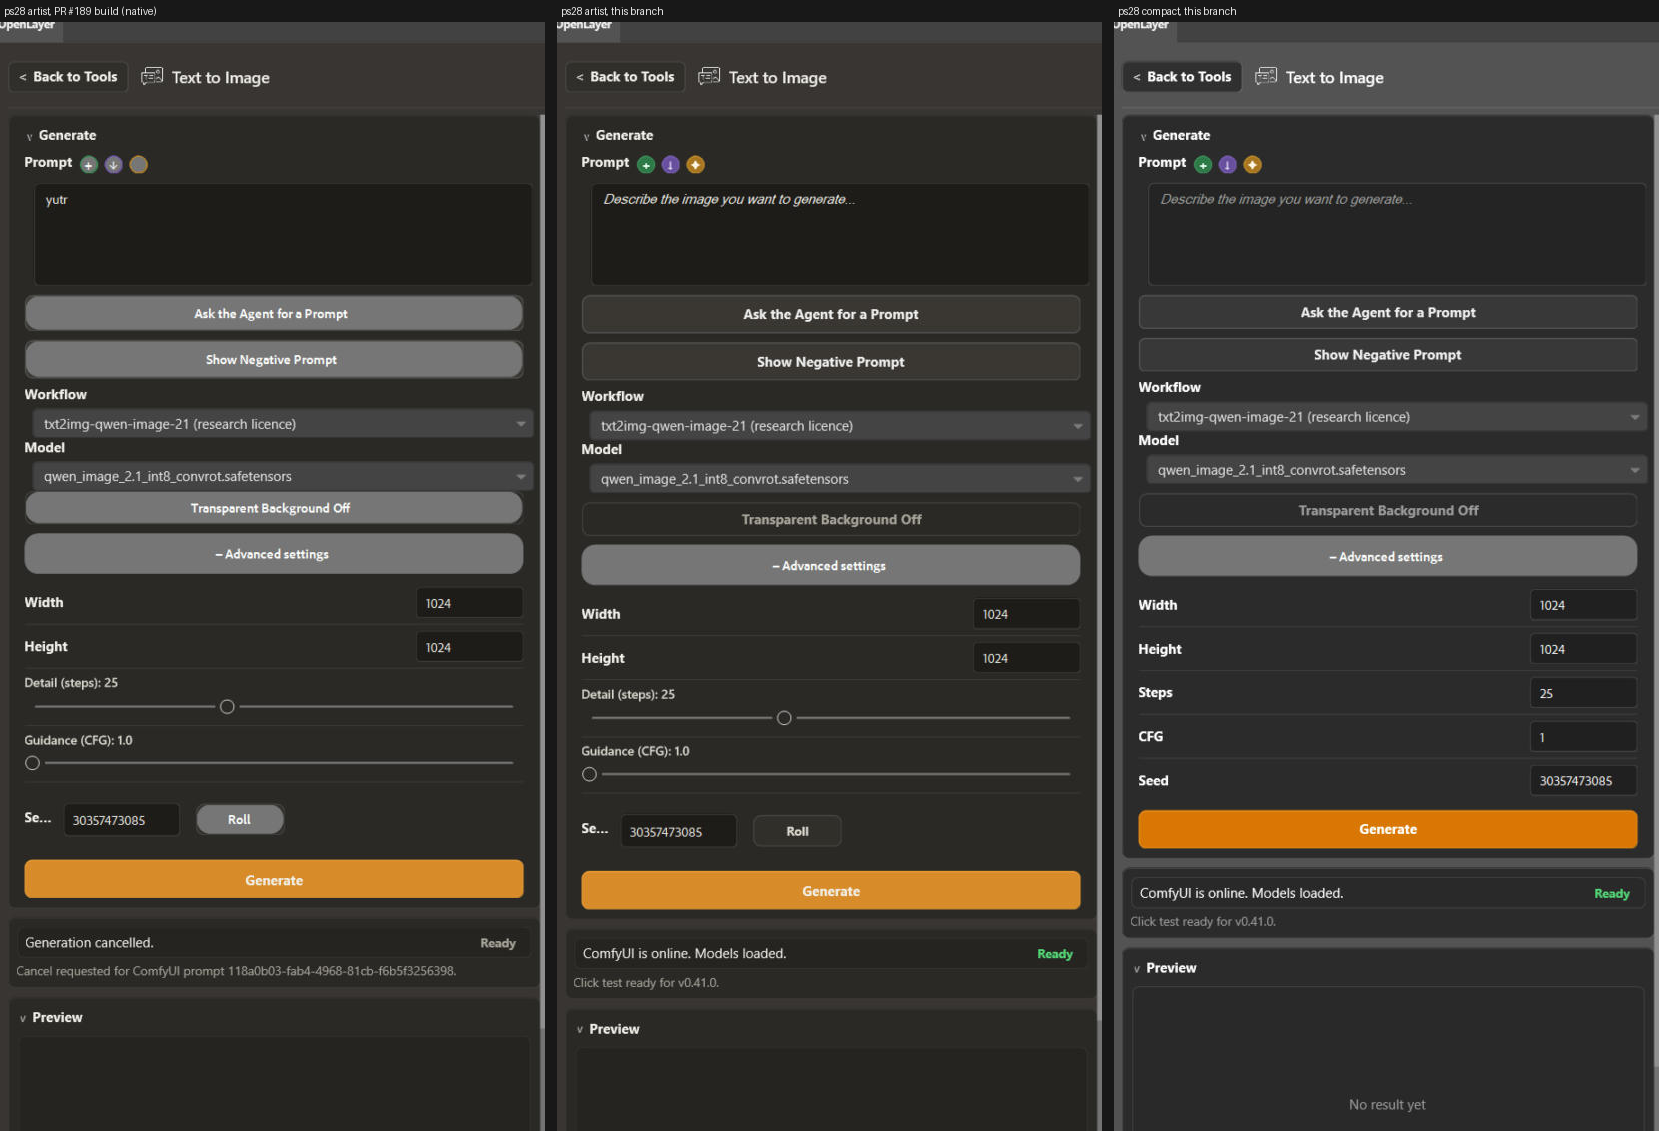 ps28 artist, PR #189 build (native)
OpenLayer
< Back to Tools
Text to Image
v Generate
Prompt + ↓
yutr
Ask the Agent for a Prompt
Show Negative Prompt
Workflow
txt2img-qwen-image-21 (research licence)
Model
qwen_image_2.1_int8_convrot.safetensors
Transparent Background Off
– Advanced settings
Width 1024
Height 1024
Detail (steps): 25
Guidance (CFG): 1.0
Se... 30357473085 Roll
Generate
Generation cancelled. Ready
Cancel requested for ComfyUI prompt 118a0b03-fab4-4968-81cb-f6b5f3256398.
v Preview
ps28 artist, this branch
OpenLayer
< Back to Tools
Text to Image
v Generate
Prompt + ↓ ✦
Describe the image you want to generate...
Ask the Agent for a Prompt
Show Negative Prompt
Workflow
txt2img-qwen-image-21 (research licence)
Model
qwen_image_2.1_int8_convrot.safetensors
Transparent Background Off
– Advanced settings
Width 1024
Height 1024
Detail (steps): 25
Guidance (CFG): 1.0
Se... 30357473085 Roll
Generate
ComfyUI is online. Models loaded. Ready
Click test ready for v0.41.0.
v Preview
ps28 compact, this branch
OpenLayer
< Back to Tools
Text to Image
v Generate
Prompt + ↓ ✦
Describe the image you want to generate...
Ask the Agent for a Prompt
Show Negative Prompt
Workflow
txt2img-qwen-image-21 (research licence)
Model
qwen_image_2.1_int8_convrot.safetensors
Transparent Background Off
– Advanced settings
Width 1024
Height 1024
Steps 25
CFG 1
Seed 30357473085
Generate
ComfyUI is online. Models loaded. Ready
Click test ready for v0.41.0.
v Preview
No result yet